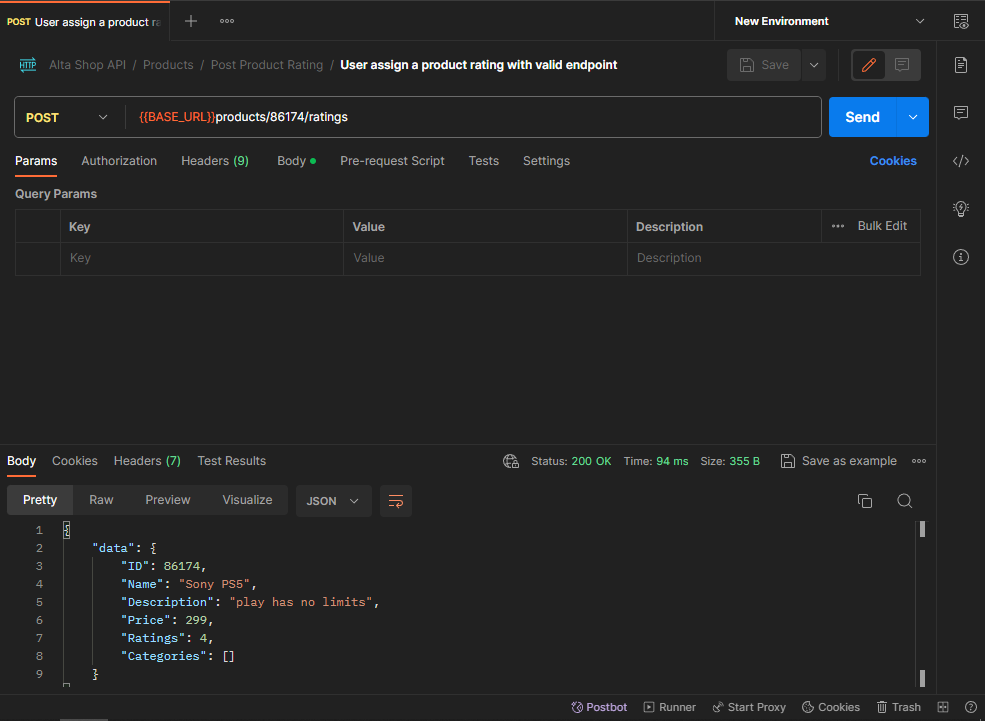 POST User assign a product ra
New Environment
HTTP Alta Shop API / Products / Post Product Rating / User assign a product rating with valid endpoint
Save
POST {{BASE_URL}}products/86174/ratings
Send
Params Authorization Headers (9) Body Pre-request Script Tests Settings Cookies
Query Params
Key Value Description Bulk Edit
Key Value Description
Body Cookies Headers (7) Test Results Status: 200 OK Time: 94 ms Size: 355 B Save as example
Pretty Raw Preview Visualize JSON
1 {
2 "data": {
3 "ID": 86174,
4 "Name": "Sony PS5",
5 "Description": "play has no limits",
6 "Price": 299,
7 "Ratings": 4,
8 "Categories": []
9 }
Postbot Runner Start Proxy Cookies Trash